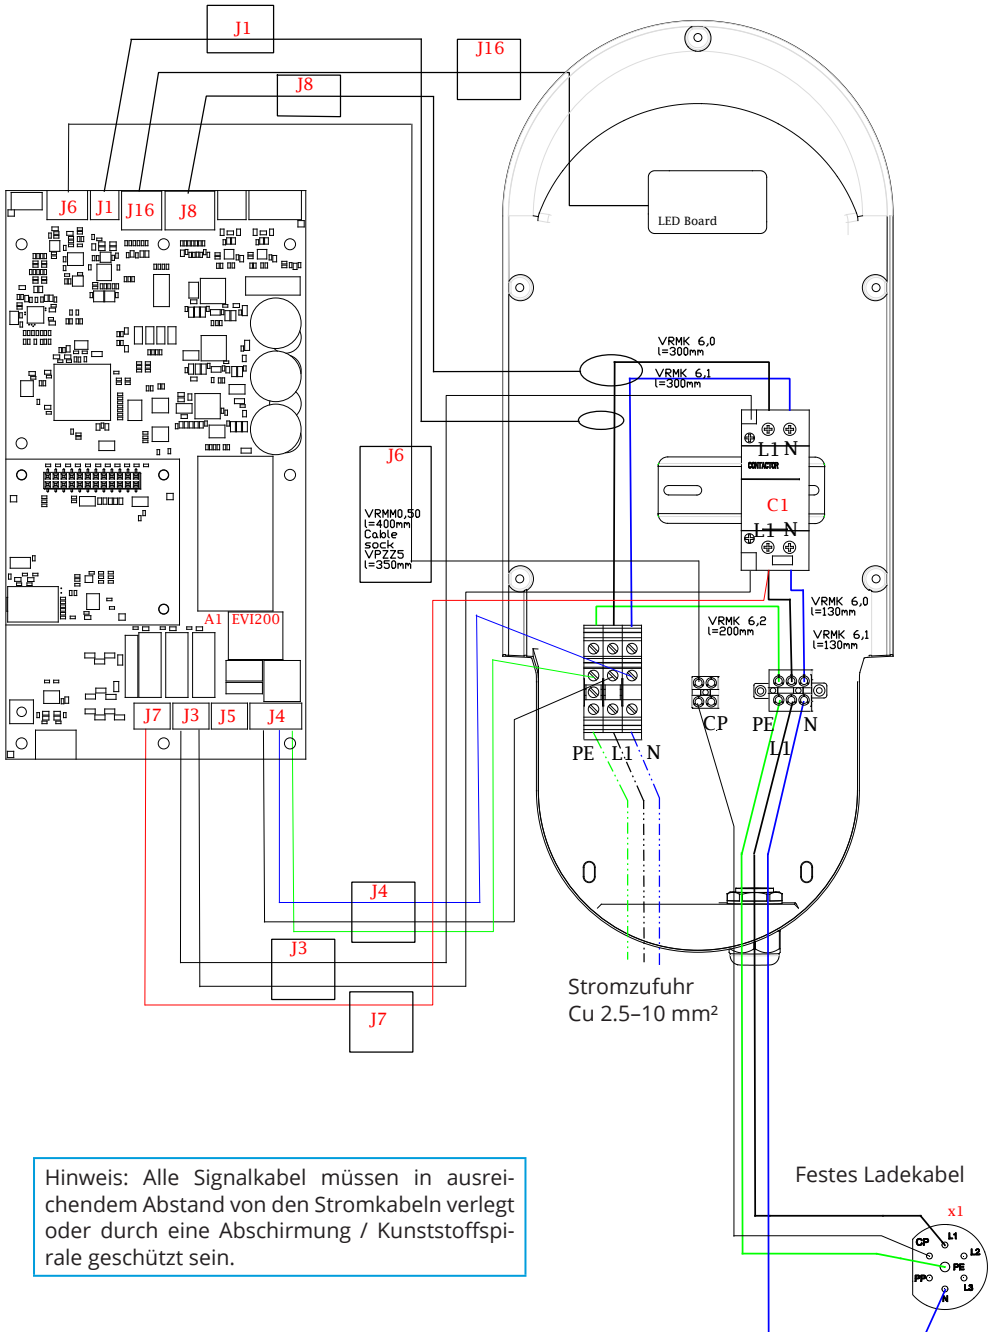 J1
J16
J8
J6
J1
J16
J8
LED Board
VRMK 6,0
l=300mm
VRMK 6,1
l=300mm
J6
VRMM0,50
l=400mm
Cable
sock
VPZZ5
l=350mm
L1 N
CONTACTOR
C1
L1 N
A1 EVI200
VRMK 6,2
l=200mm
VRMK 6,0
l=130mm
VRMK 6,1
l=130mm
J7
J3
J5
J4
PE L1 N
CP
PE N
L1
J4
J3
J7
Stromzufuhr
Cu 2.5–10 mm²
Hinweis: Alle Signalkabel müssen in ausrei-
chendem Abstand von den Stromkabeln verlegt
oder durch eine Abschirmung / Kunststoffspi-
rale geschützt sein.
Festes Ladekabel
x1
L1
CP
L2
PE
PP
L3
N